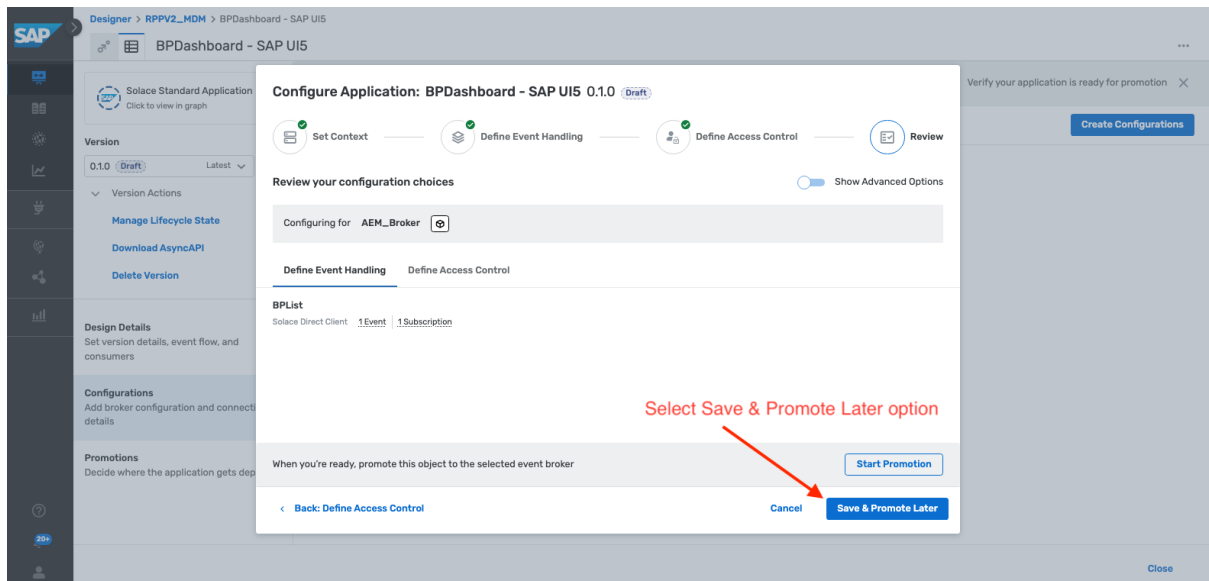 SAP
Designer > RPPV2_MDM > BPDashboard - SAP UI5
BPDashboard - SAP UI5
Solace Standard Application
Click to view in graph
Version
0.1.0 Draft Latest
Version Actions
Manage Lifecycle State
Download AsyncAPI
Delete Version
Design Details
Set version details, event flow, and
consumers
Configurations
Add broker configuration and connecti
details
Promotions
Decide where the application gets dep
20+
Verify your application is ready for promotion
Create Configurations
Configure Application: BPDashboard - SAP UI5 0.1.0 Draft
Set Context Define Event Handling Define Access Control Review
Review your configuration choices
Show Advanced Options
Configuring for AEM_Broker
Define Event Handling Define Access Control
BPList
Solace Direct Client 1 Event 1 Subscription
Select Save & Promote Later option
When you're ready, promote this object to the selected event broker
Start Promotion
< Back: Define Access Control
Cancel
Save & Promote Later
Close